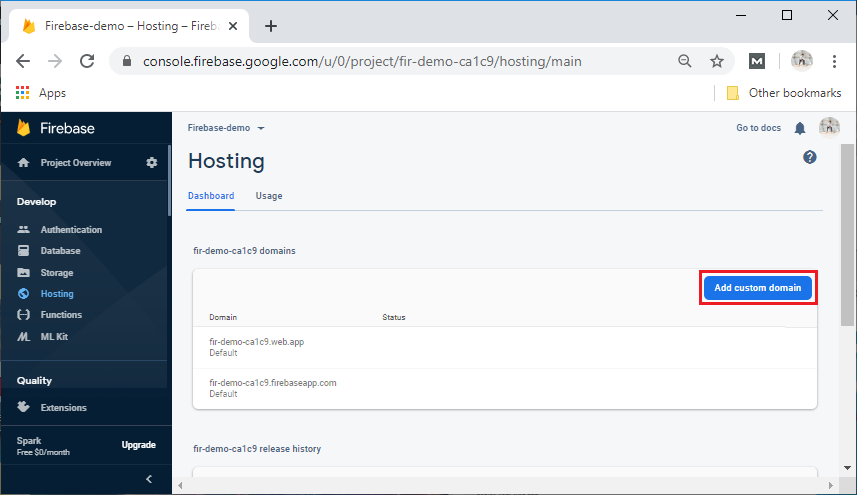 Firebase-demo – Hosting – Fireba
console.firebase.google.com/u/0/project/fir-demo-ca1c9/hosting/main
M
Apps
Other bookmarks
Firebase
Firebase-demo
Go to docs
Project Overview
Hosting
?
Dashboard
Usage
Develop
Authentication
Database
Storage
Hosting
Functions
ML Kit
Quality
Extensions
Spark
Free $0/month
Upgrade
fir-demo-ca1c9 domains
Add custom domain
Domain
Status
fir-demo-ca1c9.web.app
Default
fir-demo-ca1c9.firebaseapp.com
Default
fir-demo-ca1c9 release history